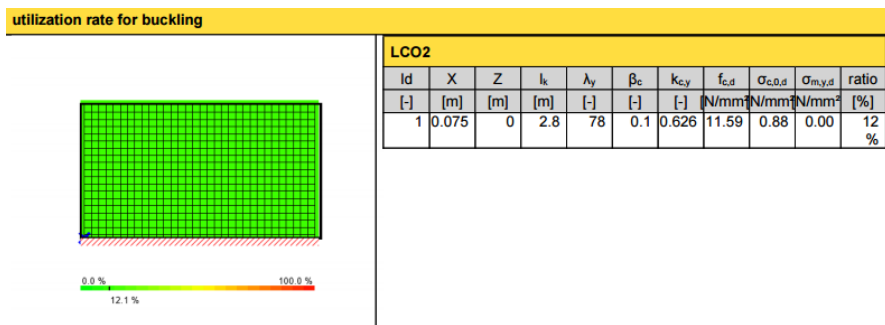 utilization rate for buckling
LCO2
Id X Z lₖ λᵧ βc kc,y fc,d σc,0,d σm,y,d ratio
[-] [m] [m] [m] [-] [-] [-] [N/mm² [N/mm² [N/mm² [%]
1 0.075 0 2.8 78 0.1 0.626 11.59 0.88 0.00 12
%
0.0 % 100.0 %
12.1 %